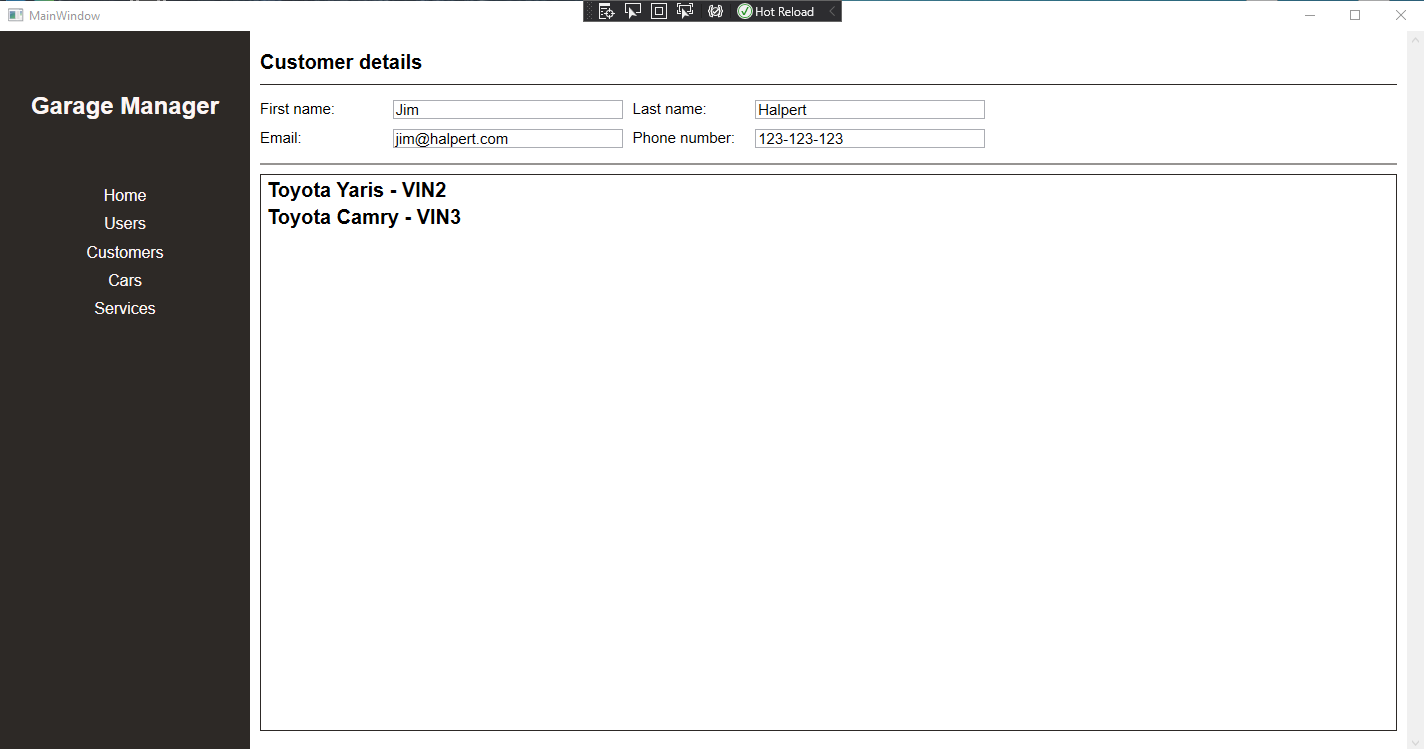 MainWindow
Hot Reload
Garage Manager
Home
Users
Customers
Cars
Services
Customer details
First name: Jim Last name: Halpert
Email: jim@halpert.com Phone number: 123-123-123
Toyota Yaris - VIN2
Toyota Camry - VIN3